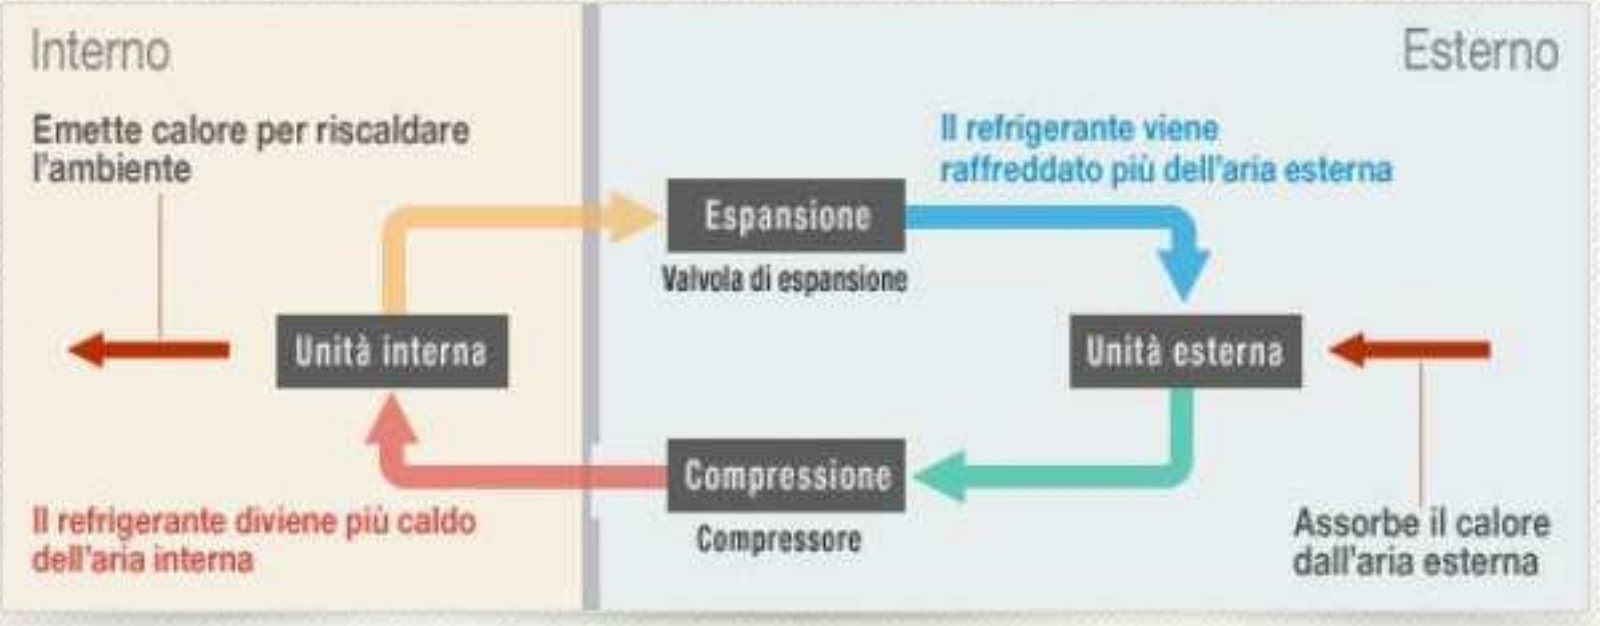 Interno
Esterno
Emette calore per riscaldare
l'ambiente
Il refrigerante viene
raffreddato più dell'aria esterna
Espansione
Valvola di espansione
Unità interna
Unità esterna
Compressione
Compressore
Il refrigerante diviene più caldo
dell'aria interna
Assorbe il calore
dall'aria esterna